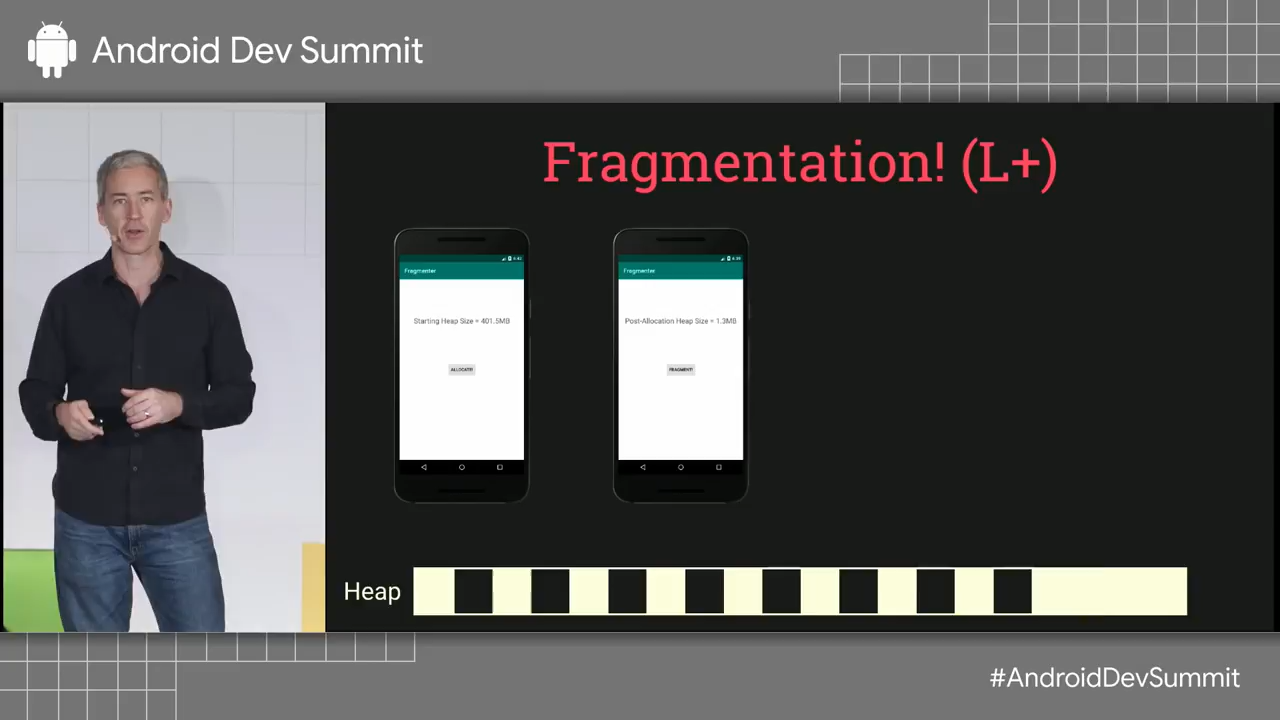 Android Dev Summit
Fragmentation! (L+)
Fragmenter
Starting Heap Size = 401.5MB
ALLOCATE!
Fragmenter
Post-Allocation Heap Size = 1.3MB
FRAGMENT!
Heap
#AndroidDevSummit